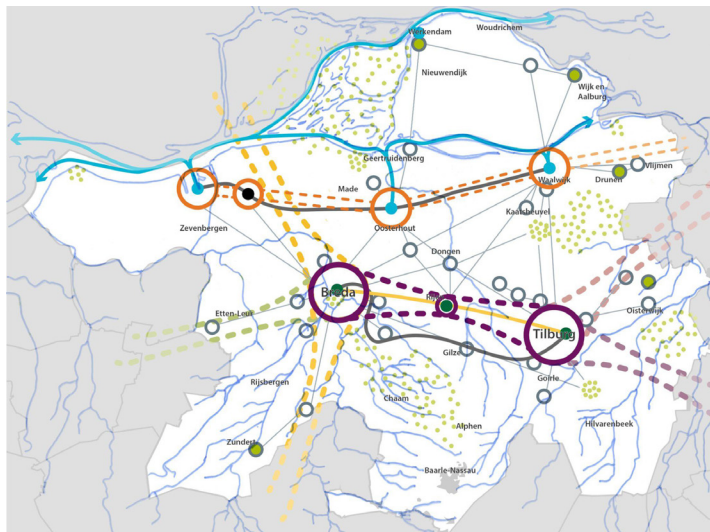 Woudrichem
Werkendam
Nieuwendijk
Wijk en
Aalburg
Geertruidenberg
Vlijmen
Drunen
Waalwijk
Made
Kaatsheuvel
Zevenbergen
Oosterhout
Dongen
Breda
Etten-Leur
Oisterwijk
Tilburg
Gilze
Goirle
Rijsbergen
Chaam
Hilvarenbeek
Alphen
Zundert
Baarle-Nassau